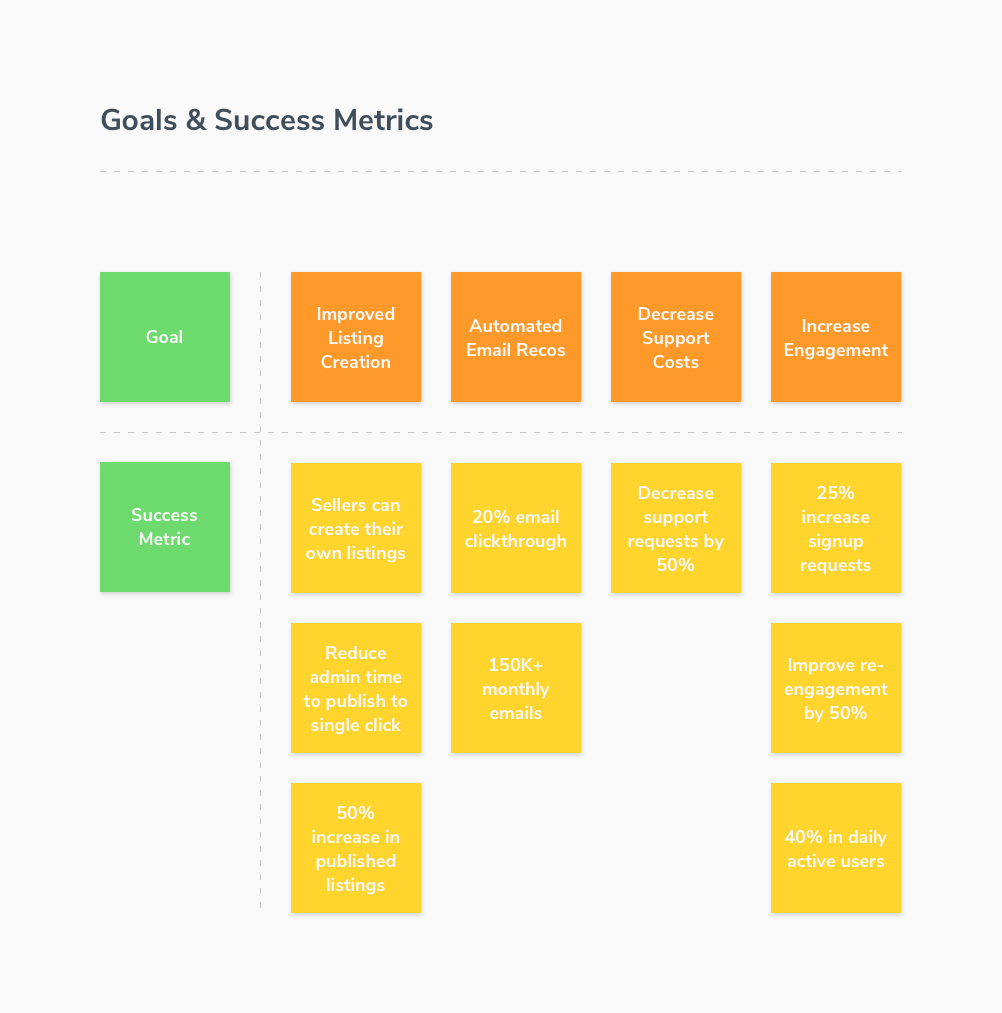 Goals & Success Metrics
Goal
Improved
Listing
Creation
Automated
Email Recos
Decrease
Support
Costs
Increase
Engagement
Success
Metric
Sellers can
create their
own listings
20% email
clickthrough
Decrease
support
requests by
50%
25%
increase
signup
requests
Reduce
admin time
to publish to
single click
150K+
monthly
emails
Improve re-
engagement
by 50%
50%
increase in
published
listings
40% in daily
active users